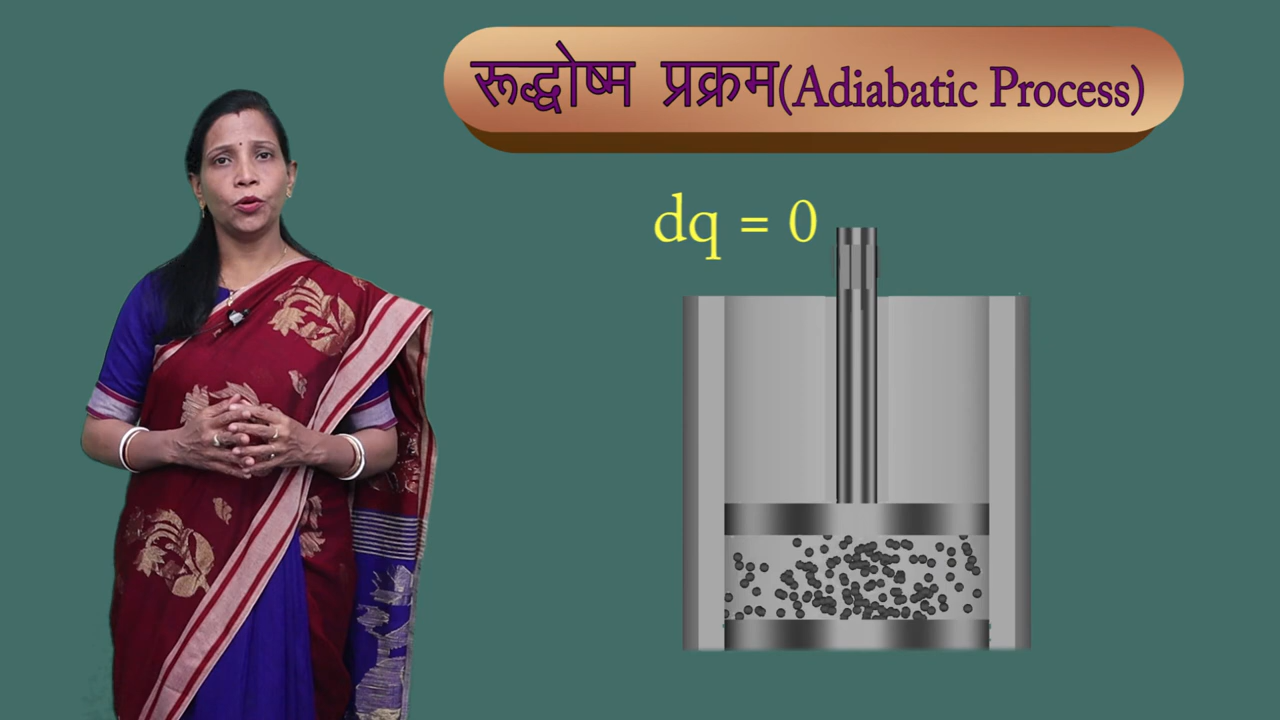 रूद्धोष्म प्रक्रम(Adiabatic Process)
dq = 0